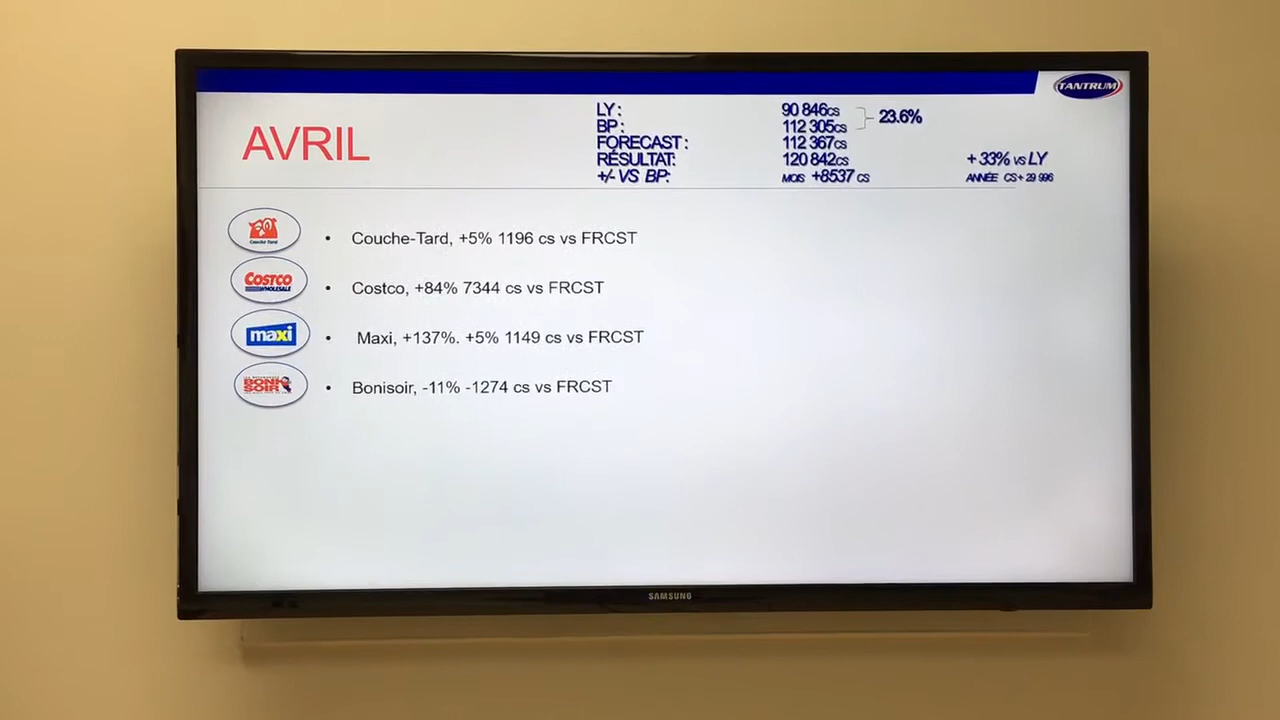 TANTRUM
AVRIL
LY : 90 846cs
BP : 112 305cs
23.6%
FORECAST : 112 367cs
RÉSULTAT: 120 842cs + 33% vs LY
+/- VS BP: MOIS +8537 CS ANNÉE CS+ 29 996
Couche-Tard
• Couche-Tard, +5% 1196 cs vs FRCST
COSTCO
WHOLESALE
• Costco, +84% 7344 cs vs FRCST
maxi
• Maxi, +137%. +5% 1149 cs vs FRCST
BONI
SOIR
• Bonisoir, -11% -1274 cs vs FRCST
SAMSUNG